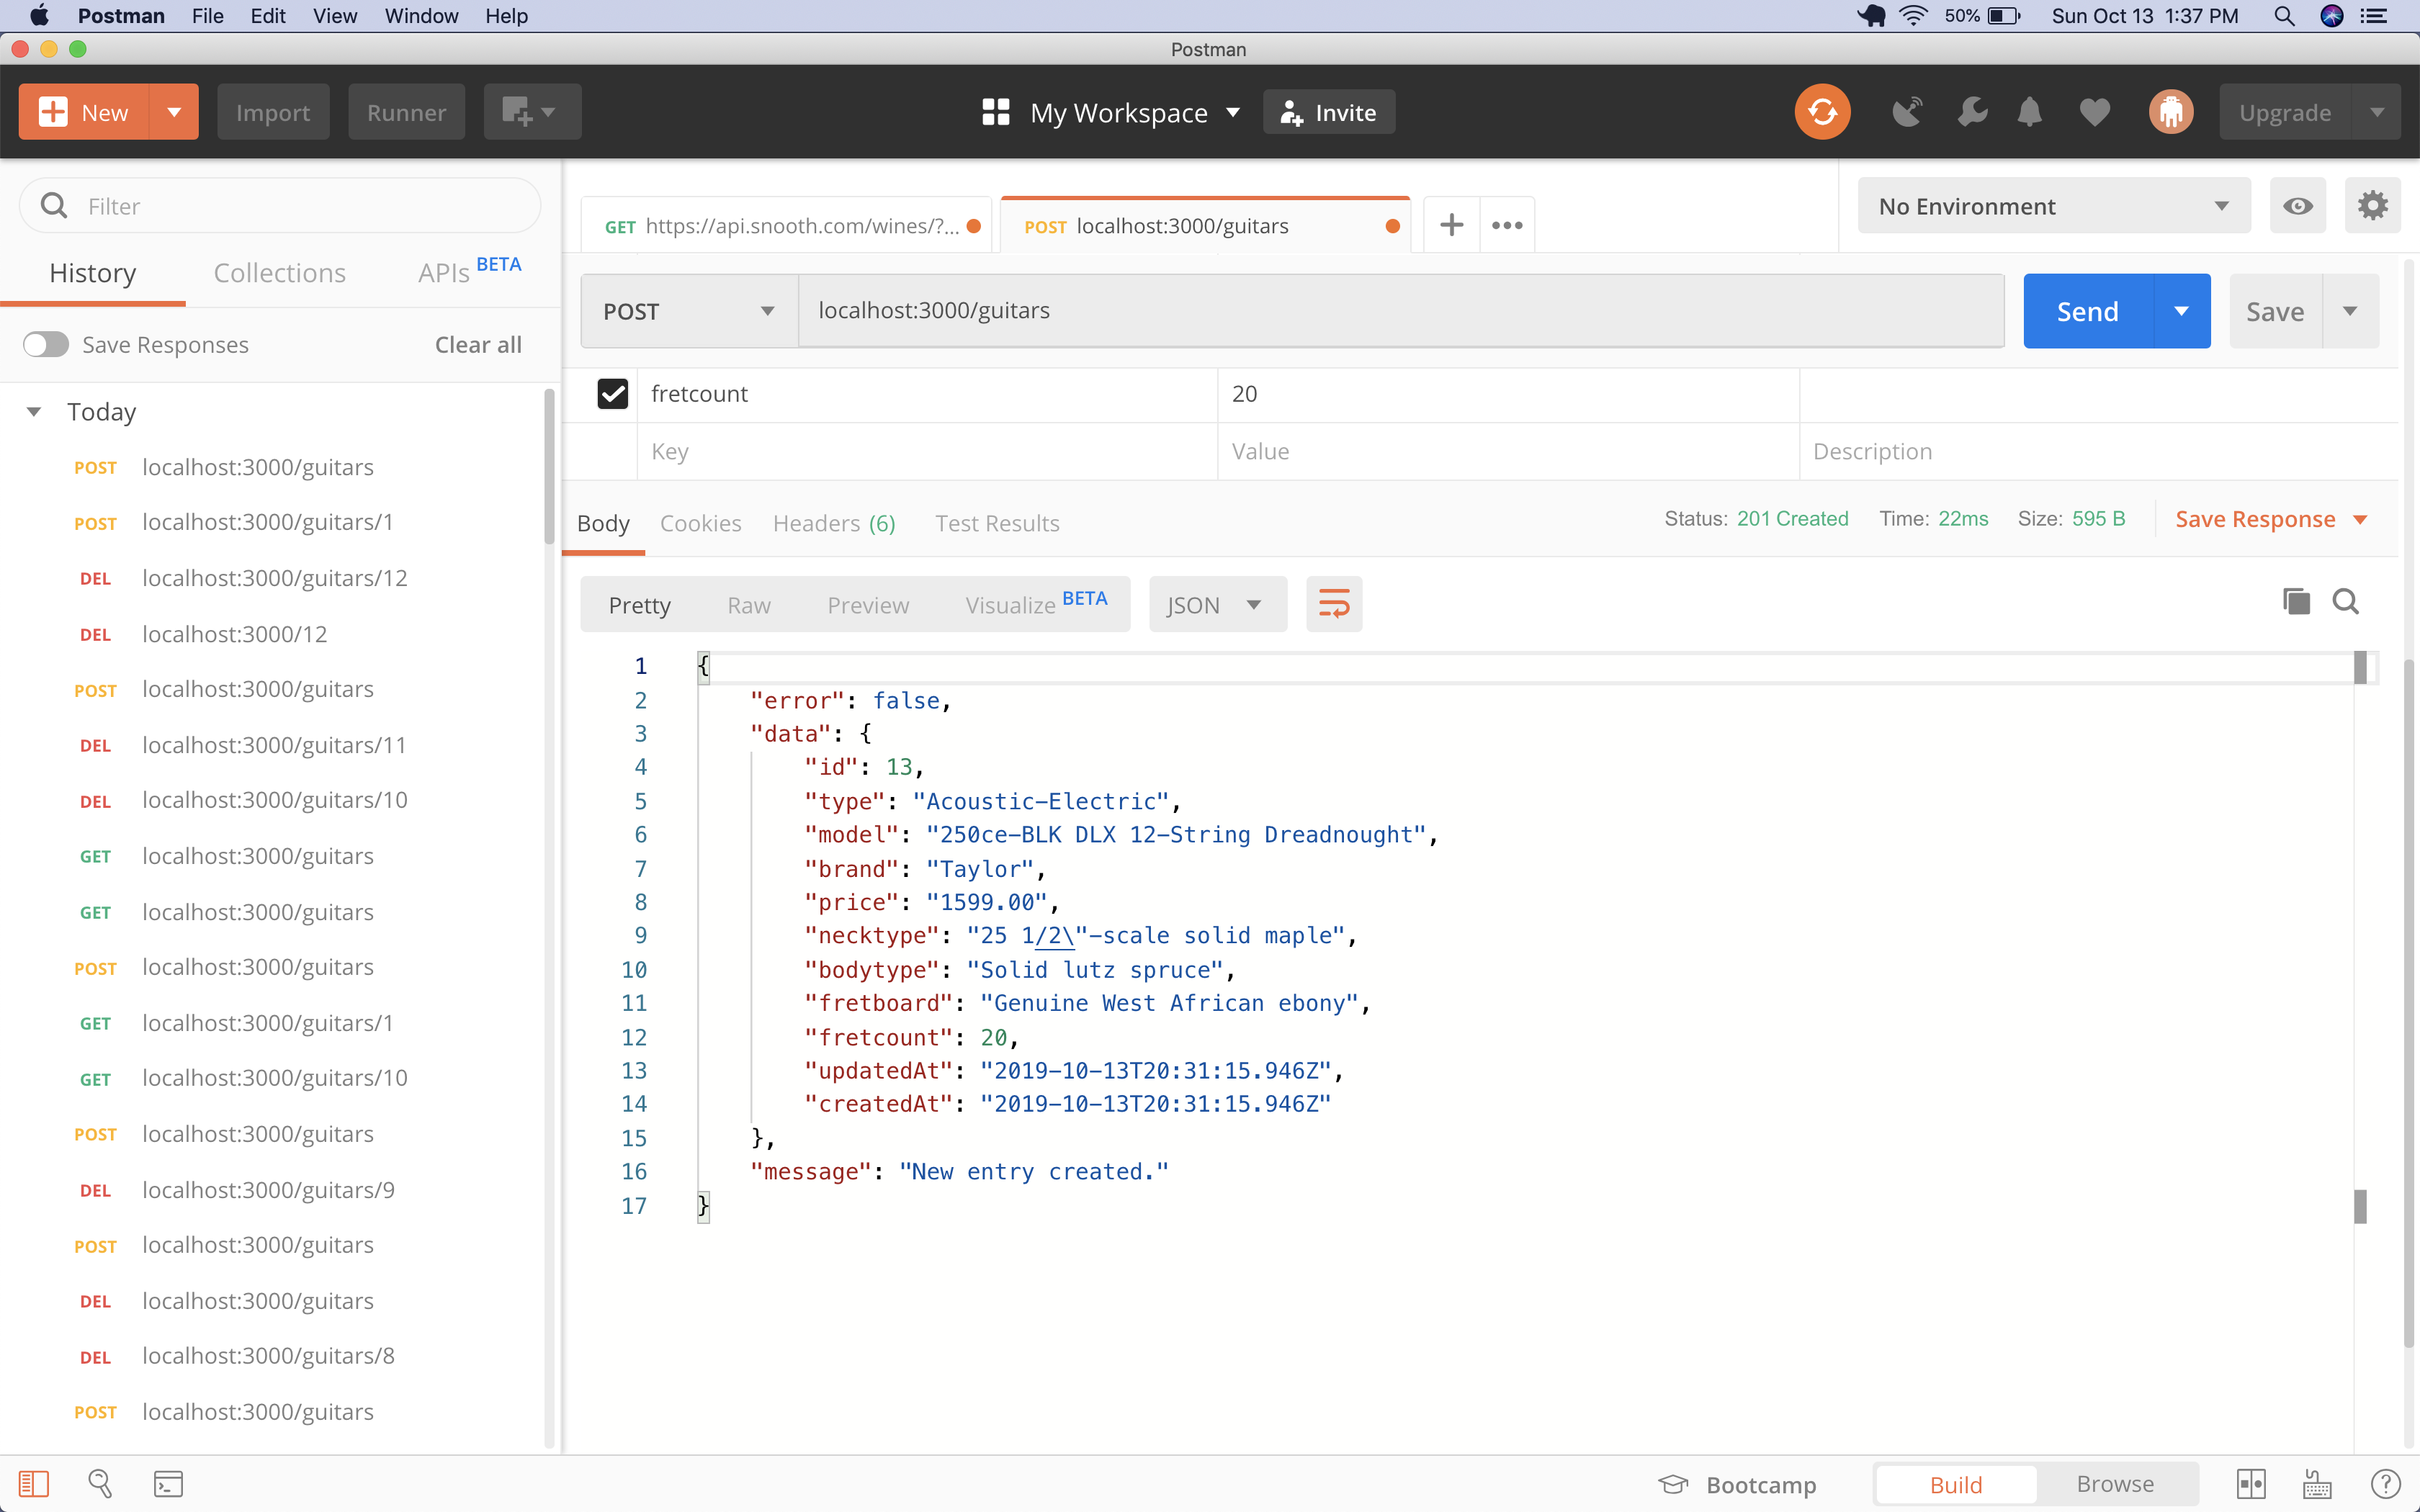 Postman File Edit View Window Help 50% Sun Oct 13 1:37 PM
Postman
New Import Runner My Workspace Invite Upgrade
Filter
History Collections APIs BETA
Save Responses Clear all
Today
POST localhost:3000/guitars
POST localhost:3000/guitars/1
DEL localhost:3000/guitars/12
DEL localhost:3000/12
POST localhost:3000/guitars
DEL localhost:3000/guitars/11
DEL localhost:3000/guitars/10
GET localhost:3000/guitars
GET localhost:3000/guitars
POST localhost:3000/guitars
GET localhost:3000/guitars/1
GET localhost:3000/guitars/10
POST localhost:3000/guitars
DEL localhost:3000/guitars/9
POST localhost:3000/guitars
DEL localhost:3000/guitars
DEL localhost:3000/guitars/8
POST localhost:3000/guitars
GET https://api.snooth.com/wines/?... POST localhost:3000/guitars No Environment
POST localhost:3000/guitars Send Save
fretcount 20
Key Value Description
Body Cookies Headers (6) Test Results Status: 201 Created Time: 22ms Size: 595 B Save Response
Pretty Raw Preview Visualize BETA JSON
1 {
2 "error": false,
3 "data": {
4 "id": 13,
5 "type": "Acoustic-Electric",
6 "model": "250ce-BLK DLX 12-String Dreadnought",
7 "brand": "Taylor",
8 "price": "1599.00",
9 "necktype": "25 1/2\"-scale solid maple",
10 "bodytype": "Solid lutz spruce",
11 "fretboard": "Genuine West African ebony",
12 "fretcount": 20,
13 "updatedAt": "2019-10-13T20:31:15.946Z",
14 "createdAt": "2019-10-13T20:31:15.946Z"
15 },
16 "message": "New entry created."
17 }
Bootcamp Build Browse